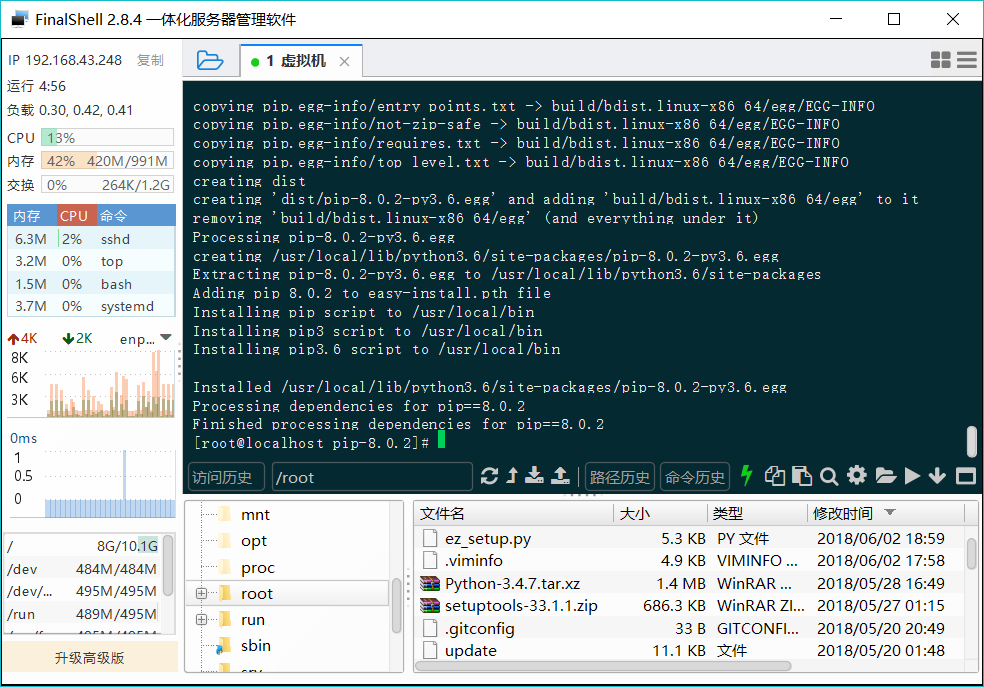 FinalShell 2.8.4 一体化服务器管理软件
IP 192.168.43.248 复制
运行 4:56
负载 0.30, 0.42, 0.41
CPU 13%
内存 42% 420M/991M
交换 0% 264K/1.2G
内存 CPU 命令
6.3M 2% sshd
3.2M 0% top
1.5M 0% bash
3.7M 0% systemd
4K 2K enp...
8K
6K
3K
0ms
1
0.5
0
/ 8G/10.1G
/dev 484M/484M
/dev/... 495M/495M
/run 489M/495M
升级高级版
1 虚拟机
copying pip.egg-info/entry_points.txt -> build/bdist.linux-x86_64/egg/EGG-INFO
copying pip.egg-info/not-zip-safe -> build/bdist.linux-x86_64/egg/EGG-INFO
copying pip.egg-info/requires.txt -> build/bdist.linux-x86_64/egg/EGG-INFO
copying pip.egg-info/top_level.txt -> build/bdist.linux-x86_64/egg/EGG-INFO
creating dist
creating 'dist/pip-8.0.2-py3.6.egg' and adding 'build/bdist.linux-x86_64/egg' to it
removing 'build/bdist.linux-x86_64/egg' (and everything under it)
Processing pip-8.0.2-py3.6.egg
creating /usr/local/lib/python3.6/site-packages/pip-8.0.2-py3.6.egg
Extracting pip-8.0.2-py3.6.egg to /usr/local/lib/python3.6/site-packages
Adding pip 8.0.2 to easy-install.pth file
Installing pip script to /usr/local/bin
Installing pip3 script to /usr/local/bin
Installing pip3.6 script to /usr/local/bin
Installed /usr/local/lib/python3.6/site-packages/pip-8.0.2-py3.6.egg
Processing dependencies for pip==8.0.2
Finished processing dependencies for pip==8.0.2
[root@localhost pip-8.0.2]#
访问历史 /root 路径历史 命令历史
mnt
opt
proc
root
run
sbin
文件名 大小 类型 修改时间
ez_setup.py 5.3 KB PY 文件 2018/06/02 18:59
.viminfo 4.9 KB VIMINFO ... 2018/06/02 17:58
Python-3.4.7.tar.xz 1.4 MB WinRAR ... 2018/05/28 16:49
setuptools-33.1.1.zip 686.3 KB WinRAR ZI... 2018/05/27 01:15
.gitconfig 33 B GITCONFI... 2018/05/20 20:49
update 11.1 KB 文件 2018/05/20 01:48